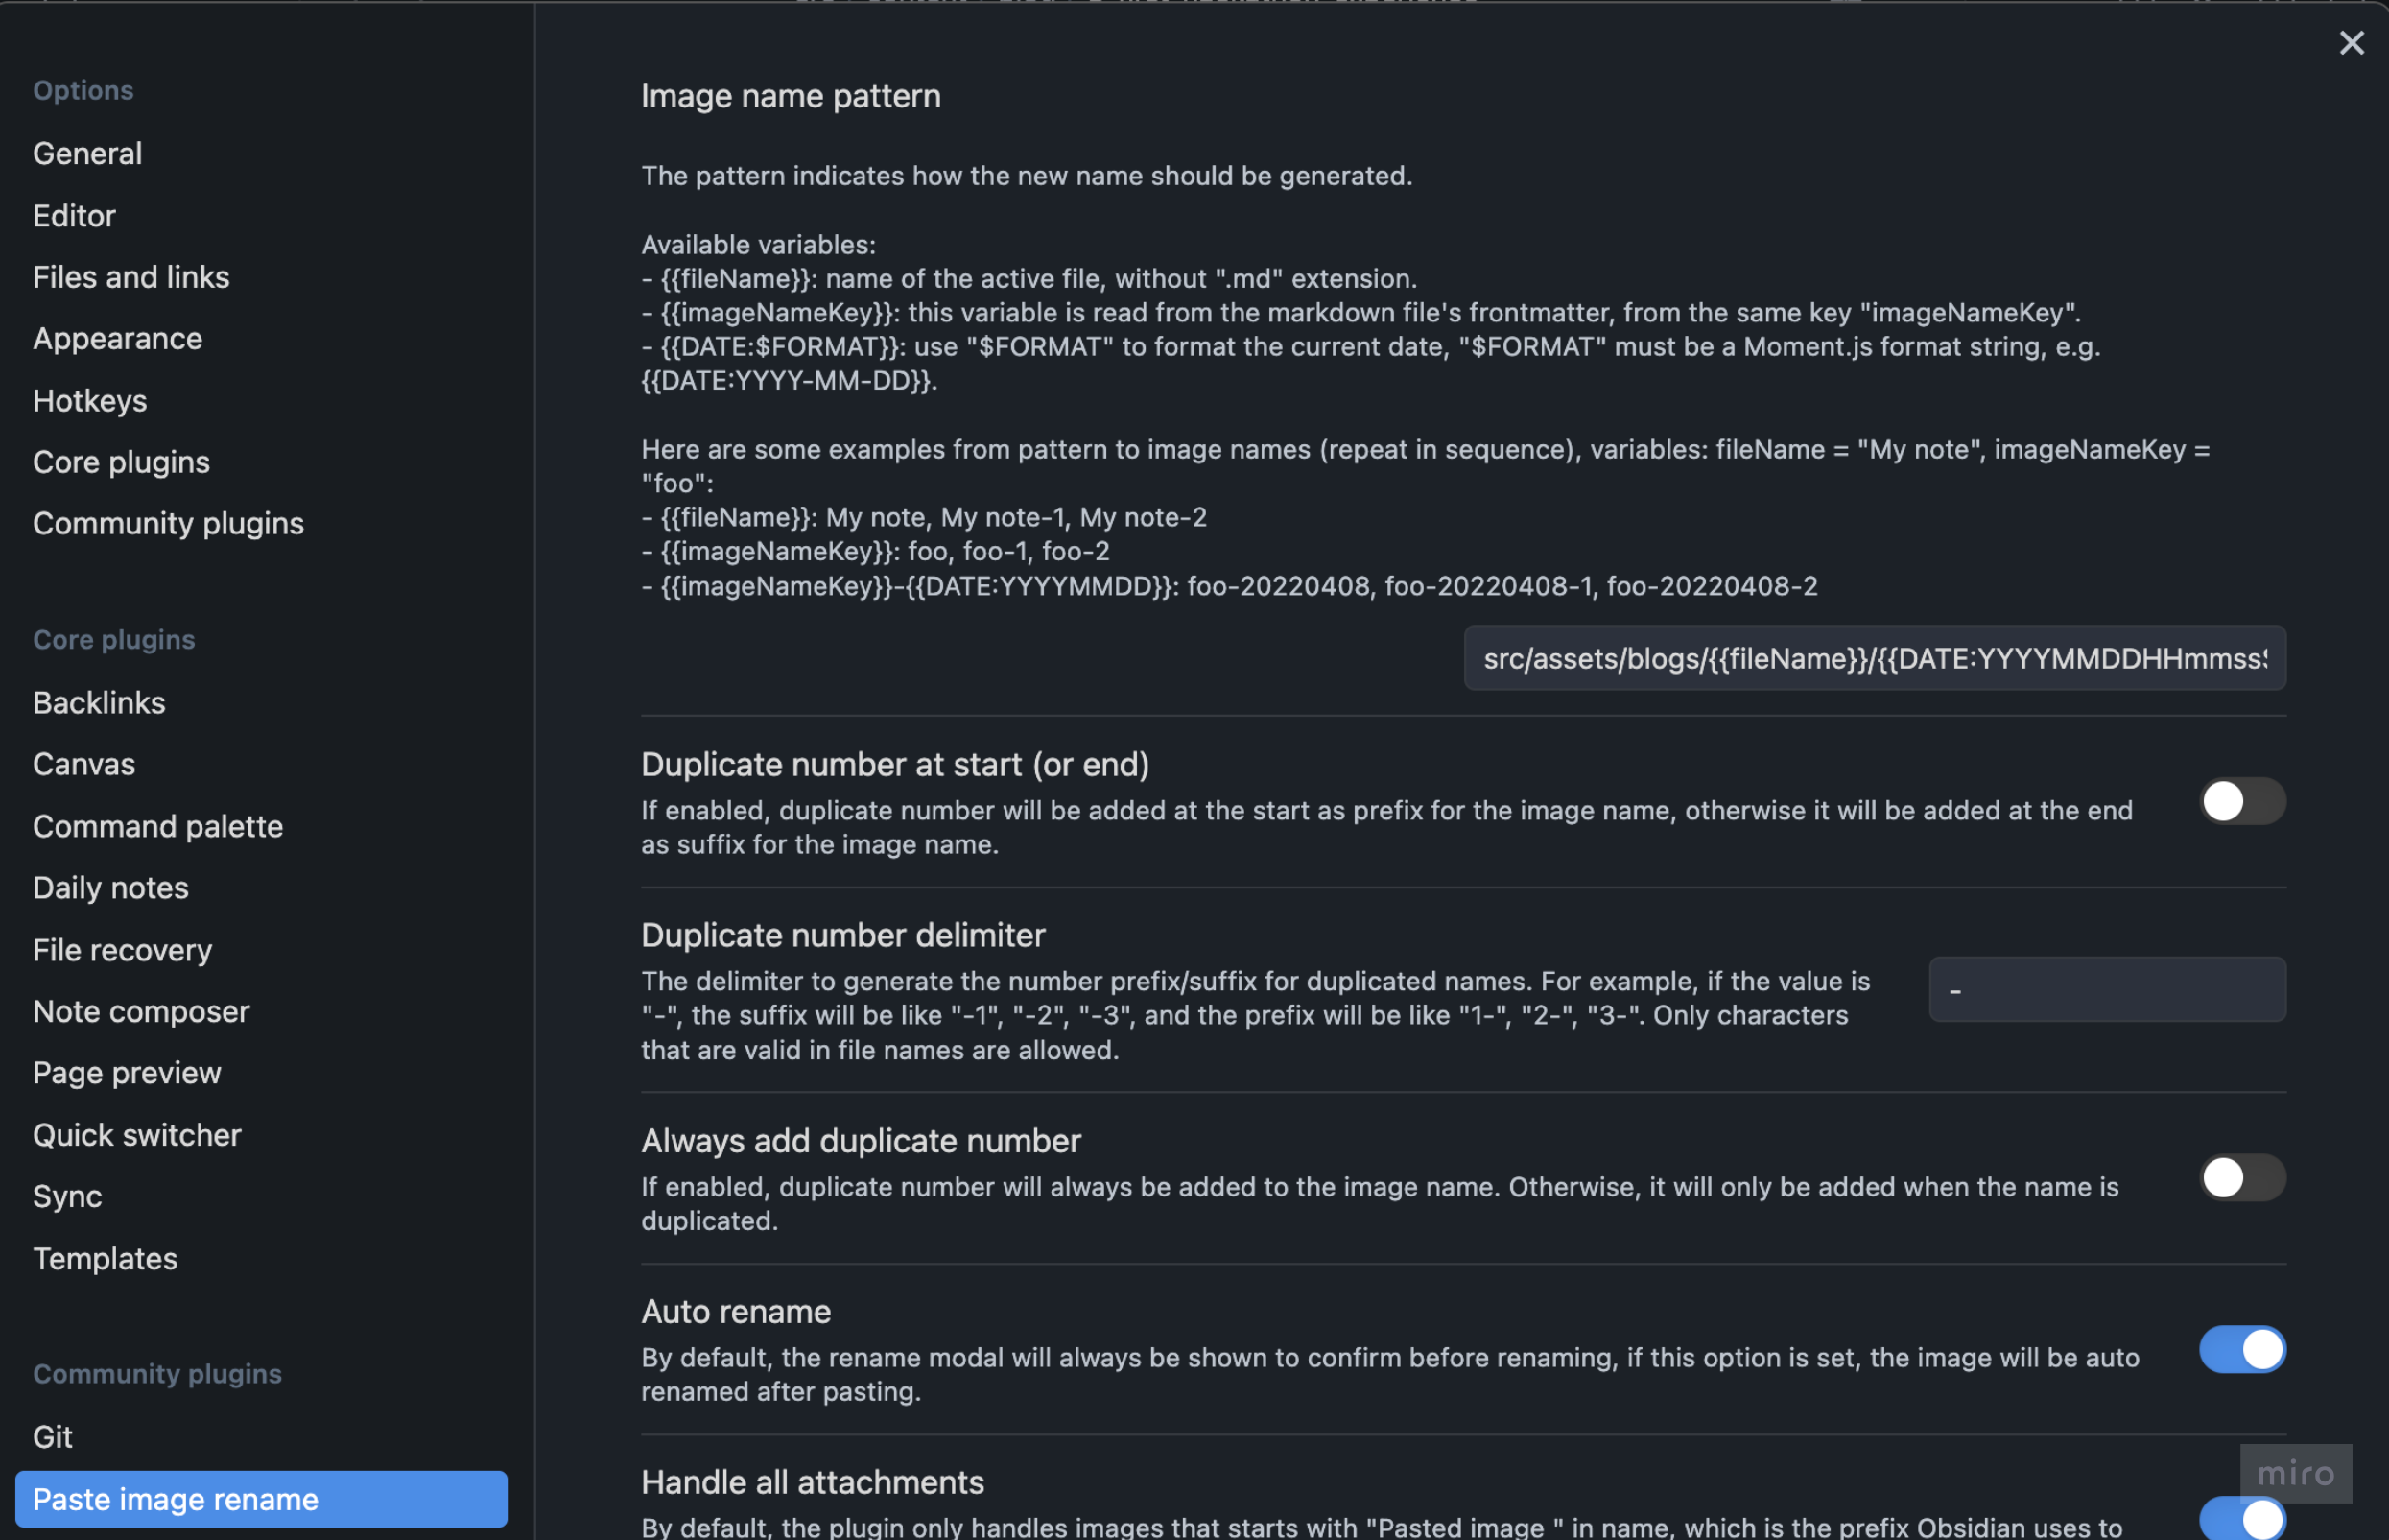 Options
General
Editor
Files and links
Appearance
Hotkeys
Core plugins
Community plugins
Core plugins
Backlinks
Canvas
Command palette
Daily notes
File recovery
Note composer
Page preview
Quick switcher
Sync
Templates
Community plugins
Git
Paste image rename
Image name pattern
The pattern indicates how the new name should be generated.
Available variables:
- {{fileName}}: name of the active file, without ".md" extension.
- {{imageNameKey}}: this variable is read from the markdown file's frontmatter, from the same key "imageNameKey".
- {{DATE:$FORMAT}}: use "$FORMAT" to format the current date, "$FORMAT" must be a Moment.js format string, e.g.
{{DATE:YYYY-MM-DD}}.
Here are some examples from pattern to image names (repeat in sequence), variables: fileName = "My note", imageNameKey =
"foo":
- {{fileName}}: My note, My note-1, My note-2
- {{imageNameKey}}: foo, foo-1, foo-2
- {{imageNameKey}}-{{DATE:YYYYMMDD}}: foo-20220408, foo-20220408-1, foo-20220408-2
src/assets/blogs/{{fileName}}/{{DATE:YYYYMMDDHHmmss
Duplicate number at start (or end)
If enabled, duplicate number will be added at the start as prefix for the image name, otherwise it will be added at the end
as suffix for the image name.
Duplicate number delimiter
The delimiter to generate the number prefix/suffix for duplicated names. For example, if the value is
"-", the suffix will be like "-1", "-2", "-3", and the prefix will be like "1-", "2-", "3-". Only characters
that are valid in file names are allowed.
-
Always add duplicate number
If enabled, duplicate number will always be added to the image name. Otherwise, it will only be added when the name is
duplicated.
Auto rename
By default, the rename modal will always be shown to confirm before renaming, if this option is set, the image will be auto
renamed after pasting.
Handle all attachments
By default, the plugin only handles images that starts with "Pasted image " in name, which is the prefix Obsidian uses to
miro